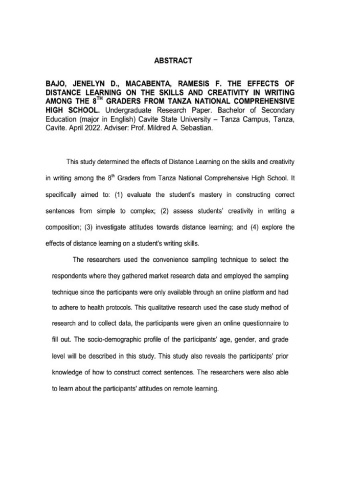 ABSTRACT
BAJO, JENELYN D., MACABENTA, RAMESIS F. THE EFFECTS OF
DISTANCE LEARNING ON THE SKILLS AND CREATIVITY IN WRITING
AMONG THE 8TH GRADERS FROM TANZA NATIONAL COMPREHENSIVE
HIGH SCHOOL. Undergraduate Research Paper. Bachelor of Secondary
Education (major in English) Cavite State University – Tanza Campus, Tanza,
Cavite. April 2022. Adviser: Prof. Mildred A. Sebastian.
This study determined the effects of Distance Learning on the skills and creativity
in writing among the 8th Graders from Tanza National Comprehensive High School. It
specifically aimed to: (1) evaluate the student's mastery in constructing correct
sentences from simple to complex; (2) assess students' creativity in writing a
composition; (3) investigate attitudes towards distance learning; and (4) explore the
effects of distance learning on a student's writing skills.
The researchers used the convenience sampling technique to select the
respondents where they gathered market research data and employed the sampling
technique since the participants were only available through an online platform and had
to adhere to health protocols. This qualitative research used the case study method of
research and to collect data, the participants were given an online questionnaire to
fill out. The socio-demographic profile of the participants' age, gender, and grade
level will be described in this study. This study also reveals the participants' prior
knowledge of how to construct correct sentences. The researchers were also able
to learn about the participants' attitudes on remote learning.